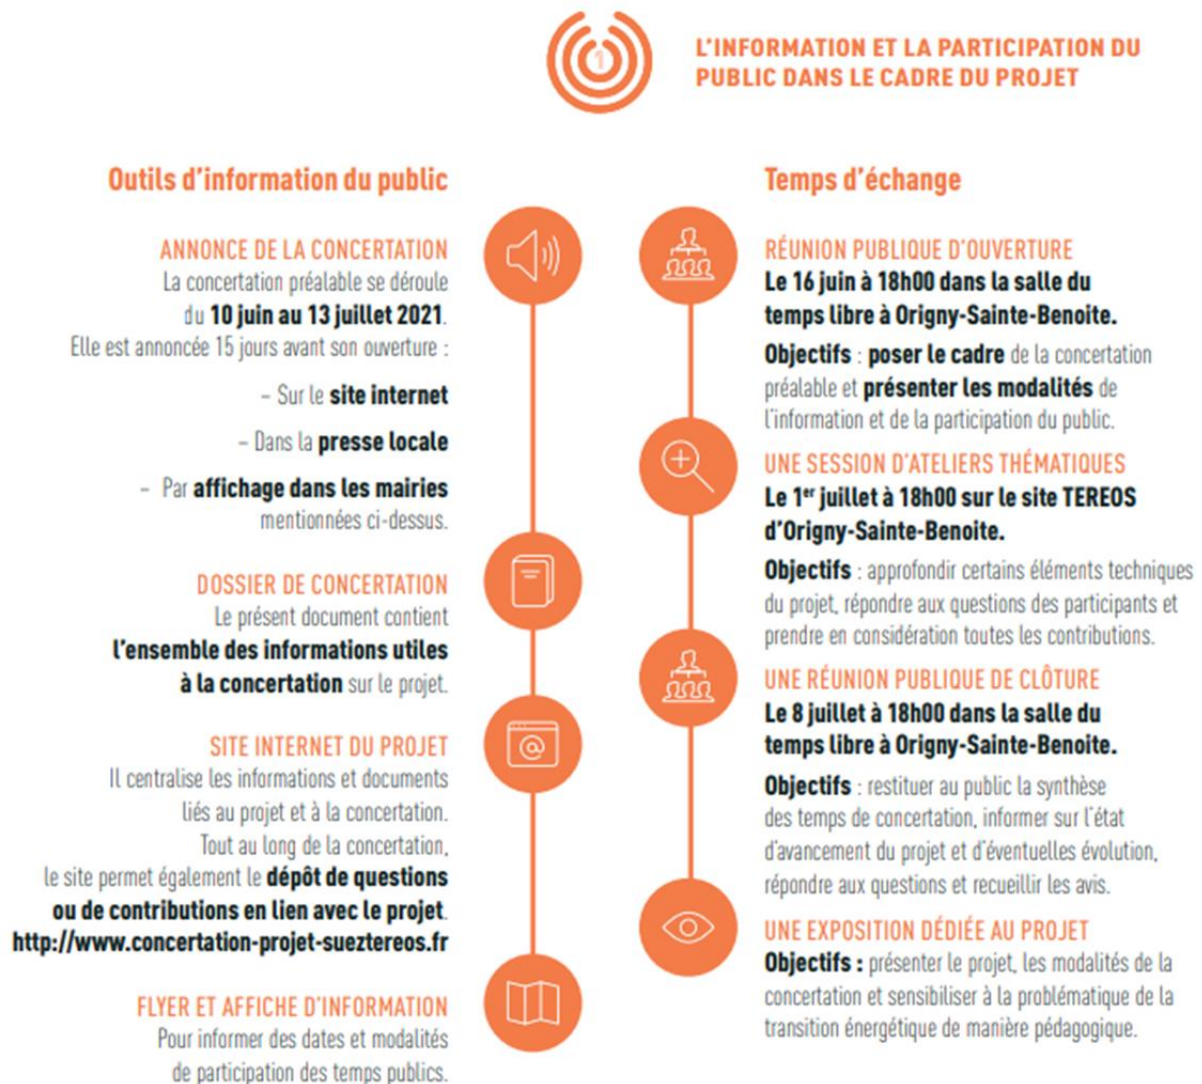 1
L'INFORMATION ET LA PARTICIPATION DU
PUBLIC DANS LE CADRE DU PROJET
Outils d'information du public
ANNONCE DE LA CONCERTATION
La concertation préalable se déroule
du 10 juin au 13 juillet 2021.
Elle est annoncée 15 jours avant son ouverture :
– Sur le site internet
– Dans la presse locale
– Par affichage dans les mairies
mentionnées ci-dessus.
DOSSIER DE CONCERTATION
Le présent document contient
l'ensemble des informations utiles
à la concertation sur le projet.
SITE INTERNET DU PROJET
Il centralise les informations et documents
liés au projet et à la concertation.
Tout au long de la concertation,
le site permet également le dépôt de questions
ou de contributions en lien avec le projet.
http://www.concertation-projet-sueztereos.fr
FLYER ET AFFICHE D'INFORMATION
Pour informer des dates et modalités
de participation des temps publics.
Temps d'échange
RÉUNION PUBLIQUE D'OUVERTURE
Le 16 juin à 18h00 dans la salle du
temps libre à Origny-Sainte-Benoite.
Objectifs : poser le cadre de la concertation
préalable et présenter les modalités de
l'information et de la participation du public.
UNE SESSION D'ATELIERS THÉMATIQUES
Le 1er juillet à 18h00 sur le site TEREOS
d'Origny-Sainte-Benoite.
Objectifs : approfondir certains éléments techniques
du projet, répondre aux questions des participants et
prendre en considération toutes les contributions.
UNE RÉUNION PUBLIQUE DE CLÔTURE
Le 8 juillet à 18h00 dans la salle du
temps libre à Origny-Sainte-Benoite.
Objectifs : restituer au public la synthèse
des temps de concertation, informer sur l'état
d'avancement du projet et d'éventuelles évolution,
répondre aux questions et recueillir les avis.
UNE EXPOSITION DÉDIÉE AU PROJET
Objectifs : présenter le projet, les modalités de la
concertation et sensibiliser à la problématique de la
transition énergétique de manière pédagogique.